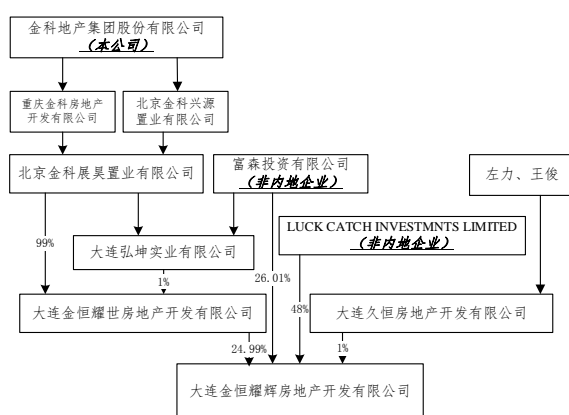 金科地产集团股份有限公司
（本公司）
重庆金科房地产
开发有限公司
北京金科兴源
置业有限公司
北京金科展昊置业有限公司
富森投资有限公司
（非内地企业）
左力、王俊
LUCK CATCH INVESTMNTS LIMITED
（非内地企业）
99%
大连弘坤实业有限公司
1%
26.01%
48%
大连金恒耀世房地产开发有限公司
大连久恒房地产开发有限公司
24.99%
1%
大连金恒耀辉房地产开发有限公司